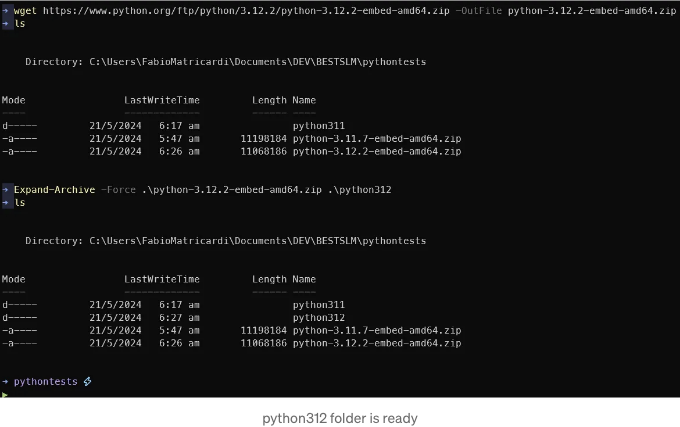 → wget https://www.python.org/ftp/python/3.12.2/python-3.12.2-embed-amd64.zip -OutFile python-3.12.2-embed-amd64.zip
→ ls
Directory: C:\Users\FabioMatricardi\Documents\DEV\BESTSLM\pythontests
Mode LastWriteTime Length Name
---- ------------- ------ ----
d----- 21/5/2024 6:17 am python311
-a---- 21/5/2024 5:47 am 11198184 python-3.11.7-embed-amd64.zip
-a---- 21/5/2024 6:26 am 11068186 python-3.12.2-embed-amd64.zip
→ Expand-Archive -Force .\python-3.12.2-embed-amd64.zip .\python312
→ ls
Directory: C:\Users\FabioMatricardi\Documents\DEV\BESTSLM\pythontests
Mode LastWriteTime Length Name
---- ------------- ------ ----
d----- 21/5/2024 6:17 am python311
d----- 21/5/2024 6:27 am python312
-a---- 21/5/2024 5:47 am 11198184 python-3.11.7-embed-amd64.zip
-a---- 21/5/2024 6:26 am 11068186 python-3.12.2-embed-amd64.zip
→ pythontests ⚡
▶
python312 folder is ready